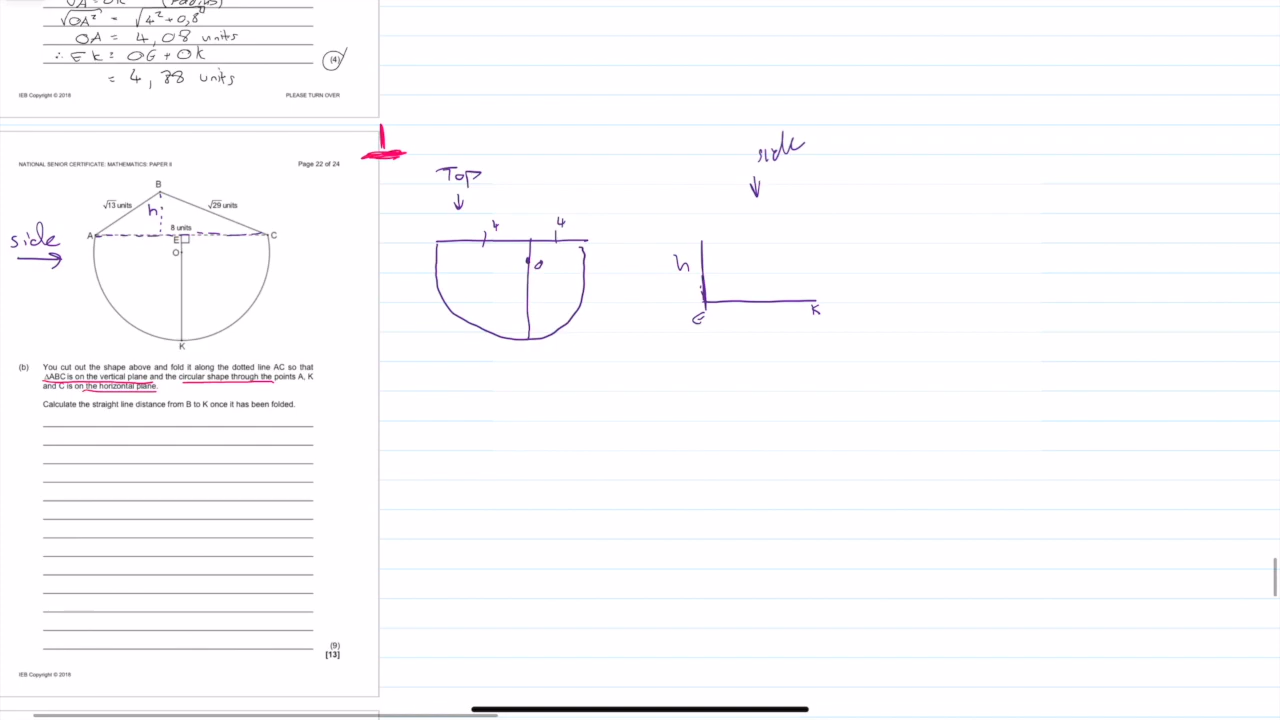 OA = OK (radius)
√OA² = √4² + 0,8²
OA = 4,08 units
∴ EK = OE + OK
= 4,88 units
(4)
IEB Copyright © 2018
PLEASE TURN OVER
NATIONAL SENIOR CERTIFICATE: MATHEMATICS: PAPER II
Page 22 of 24
B
√13 units
√29 units
h
8 units
A
E
C
O
K
side
(b) You cut out the shape above and fold it along the dotted line AC so that
ΔABC is on the vertical plane and the circular shape through the points A, K
and C is on the horizontal plane.
Calculate the straight line distance from B to K once it has been folded.
(9)
[13]
IEB Copyright © 2018
Top
4
4
O
side
h
E
K